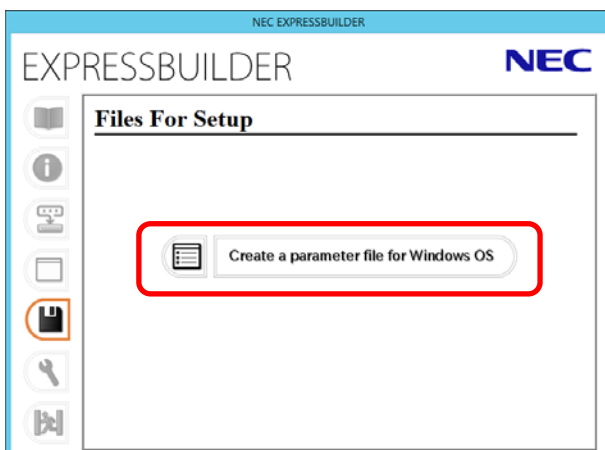 NEC EXPRESSBUILDER
EXPRESSBUILDER NEC
Files For Setup
Create a parameter file for Windows OS